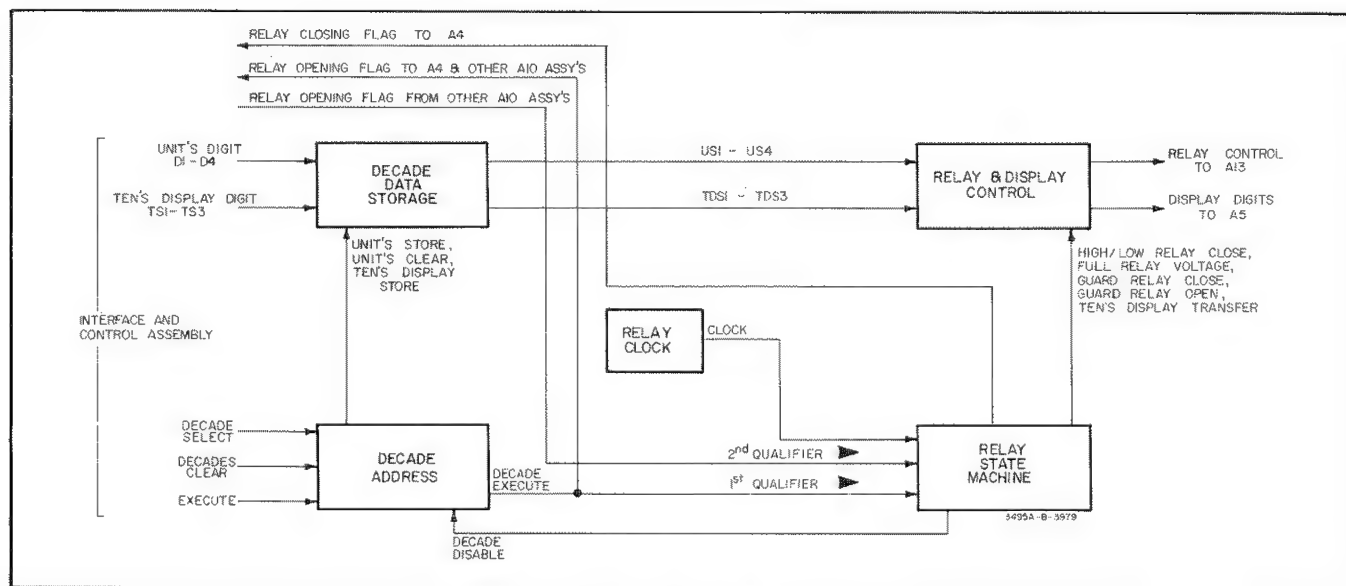 RELAY CLOSING FLAG TO A4
RELAY OPENING FLAG TO A4 & OTHER A10 ASSY'S
RELAY OPENING FLAG FROM OTHER A10 ASSY'S
UNIT'S DIGIT
D1-D4
TEN'S DISPLAY DIGIT
TS1-TS3
DECADE
DATA
STORAGE
US1 - US4
TDS1 - TDS3
RELAY & DISPLAY
CONTROL
RELAY CONTROL
TO A13
DISPLAY DIGITS
TO A5
UNIT'S STORE,
UNIT'S CLEAR,
TEN'S DISPLAY
STORE
HIGH/LOW RELAY CLOSE,
FULL RELAY VOLTAGE,
GUARD RELAY CLOSE,
GUARD RELAY OPEN,
TEN'S DISPLAY TRANSFER
INTERFACE AND
CONTROL ASSEMBLY
RELAY
CLOCK
CLOCK
DECADE
SELECT
DECADES
CLEAR
EXECUTE
DECADE
ADDRESS
DECADE
EXECUTE
2nd QUALIFIER
1st QUALIFIER
RELAY
STATE
MACHINE
3495A-B-3979
DECADE
DISABLE